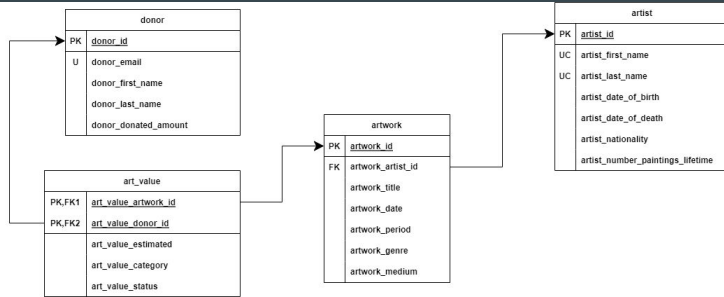 donor
PK donor_id
U donor_email
donor_first_name
donor_last_name
donor_donated_amount
artist
PK artist_id
UC artist_first_name
UC artist_last_name
artist_date_of_birth
artist_date_of_death
artist_nationality
artist_number_paintings_lifetime
artwork
PK artwork_id
FK artwork_artist_id
artwork_title
artwork_date
artwork_period
artwork_genre
artwork_medium
art_value
PK,FK1 art_value_artwork_id
PK,FK2 art_value_donor_id
art_value_estimated
art_value_category
art_value_status